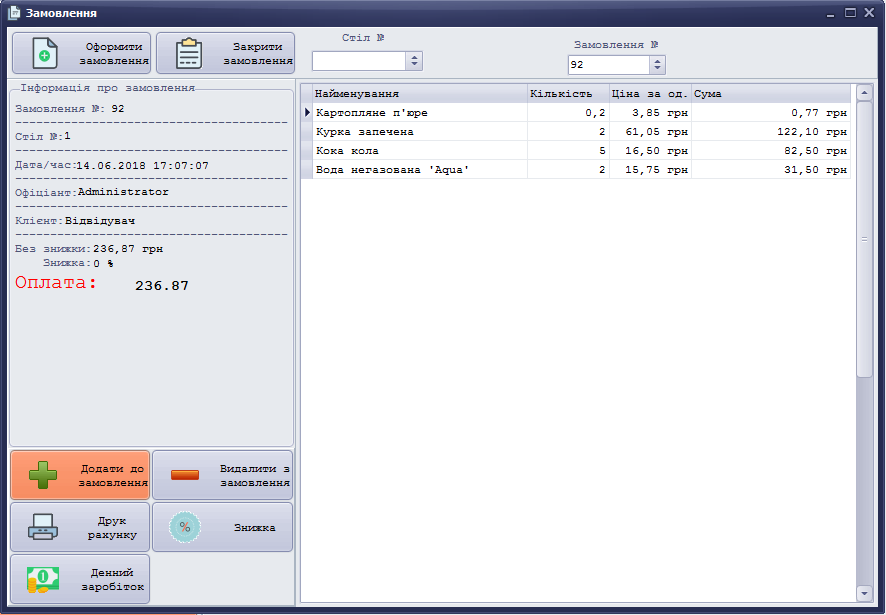 Замовлення
Оформити замовлення
Закрити замовлення
Стіл №
Замовлення №
92
Інформація про замовлення
Замовлення №: 92
Стіл №:1
Дата/час:14.06.2018 17:07:07
Офіціант:Administrator
Клієнт:Відвідувач
Без знижки:236,87 грн
Знижка:0 %
Оплата: 236.87
Найменування Кількість Ціна за од. Сума
Картопляне п'юре 0,2 3,85 грн 0,77 грн
Курка запечена 2 61,05 грн 122,10 грн
Кока кола 5 16,50 грн 82,50 грн
Вода негазована 'Aqua' 2 15,75 грн 31,50 грн
Додати до замовлення
Видалити з замовлення
Друк рахунку
% Знижка
Денний заробіток